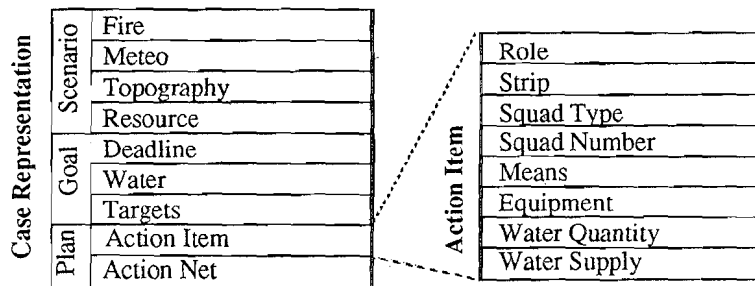 Case Representation
Scenario
Fire
Meteo
Topography
Resource
Goal
Deadline
Water
Targets
Plan
Action Item
Action Net
Action Item
Role
Strip
Squad Type
Squad Number
Means
Equipment
Water Quantity
Water Supply